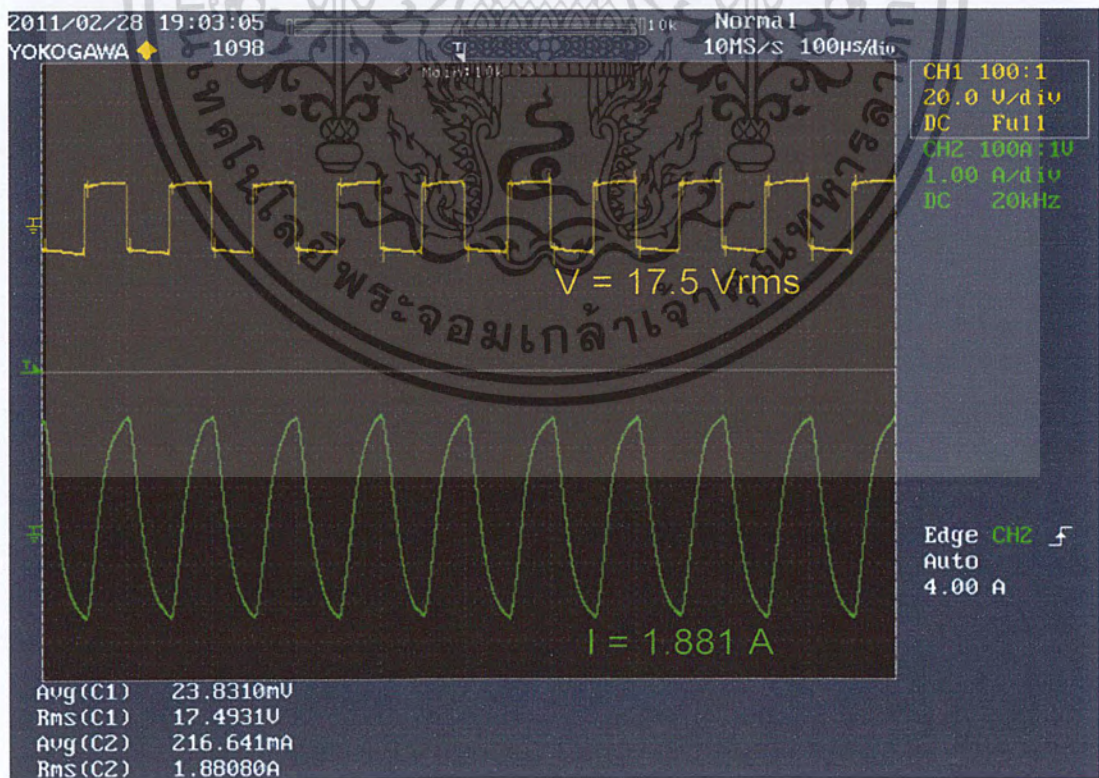 2011/02/28 19:03:05
10k
Normal
YOKOGAWA
1098
10MS/s 100µs/div
<< Main:10k >>
CH1 100:1
20.0 V/div
DC Full
CH2 100A:1V
1.00 A/div
DC 20kHz
V = 17.5 Vrms
I = 1.881 A
Edge CH2
Auto
4.00 A
Avg(C1) 23.8310mV
Rms(C1) 17.4931V
Avg(C2) 216.641mA
Rms(C2) 1.88080A